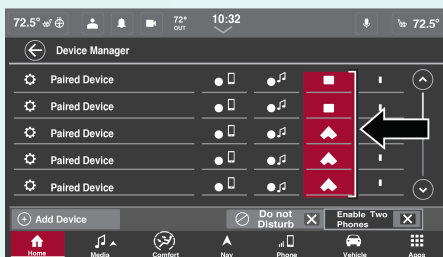 72.5° 72° OUT 10:32 72.5°
Device Manager
Paired Device
Paired Device
Paired Device
Paired Device
Paired Device
Add Device Do not Disturb Enable Two Phones
Home Media Comfort Nav Phone Vehicle Apps